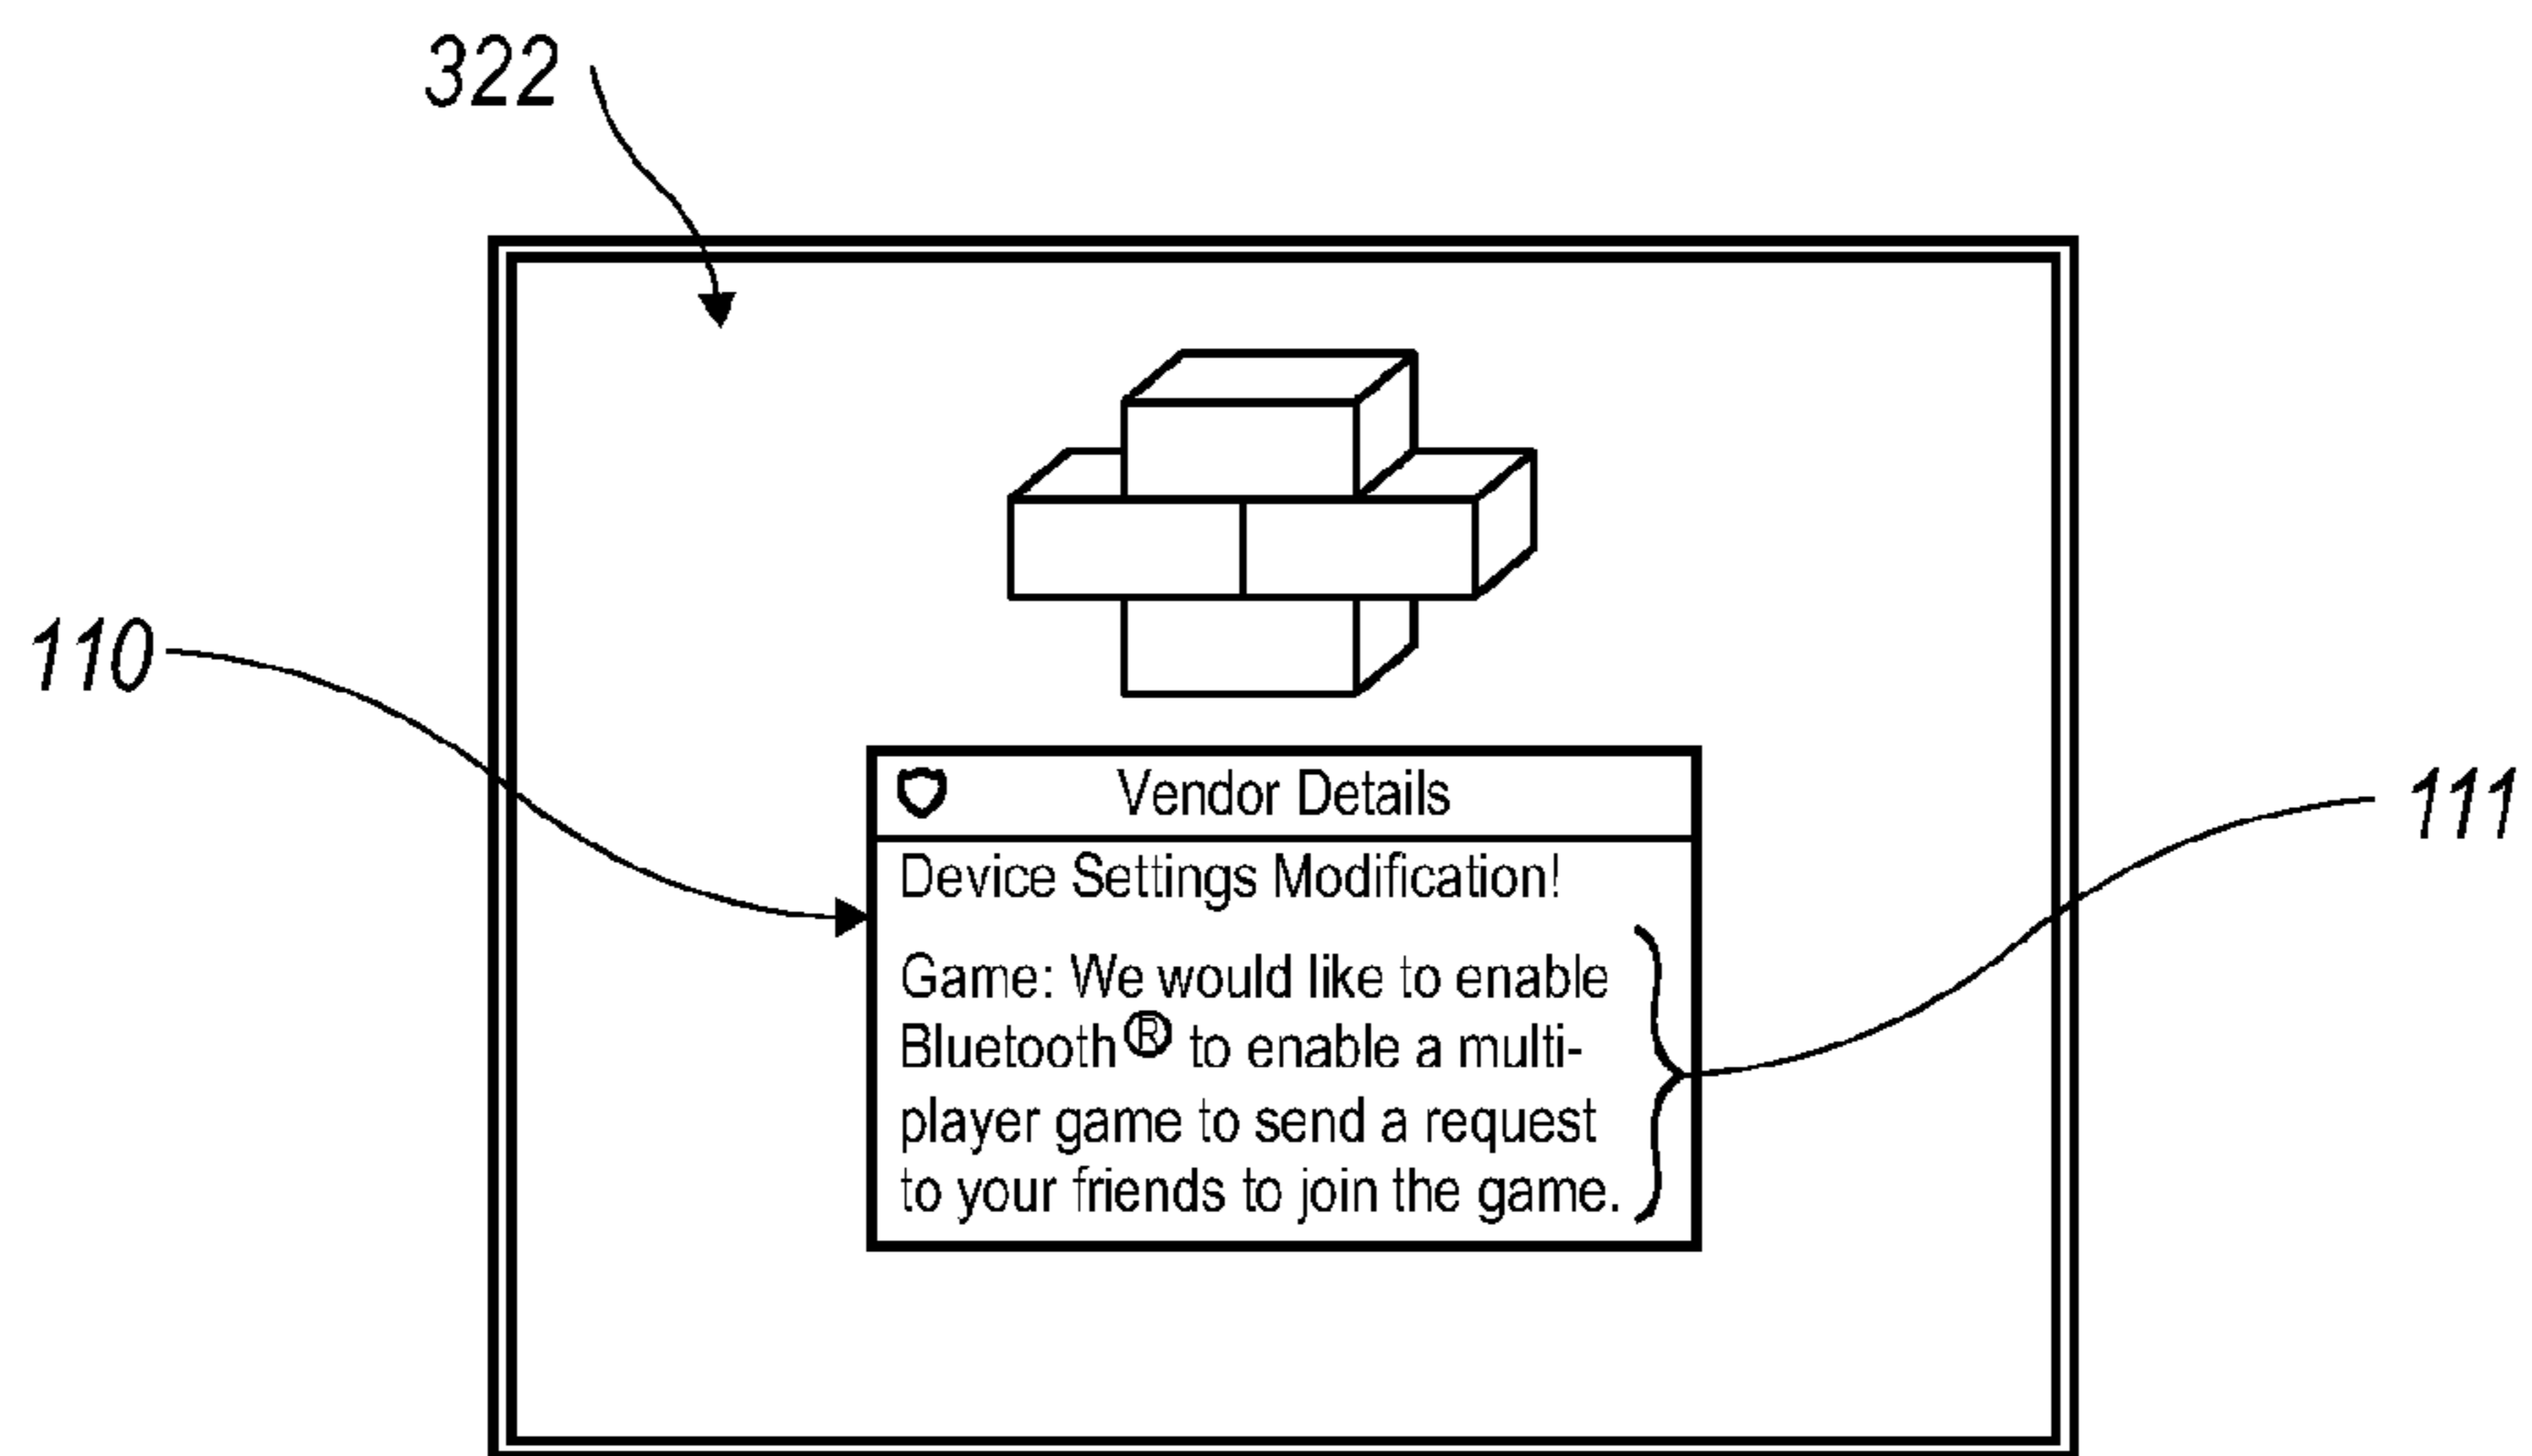 322
110
Vendor Details
111
Device Settings Modification!
Game: We would like to enable
Bluetooth® to enable a multi-
player game to send a request
to your friends to join the game.